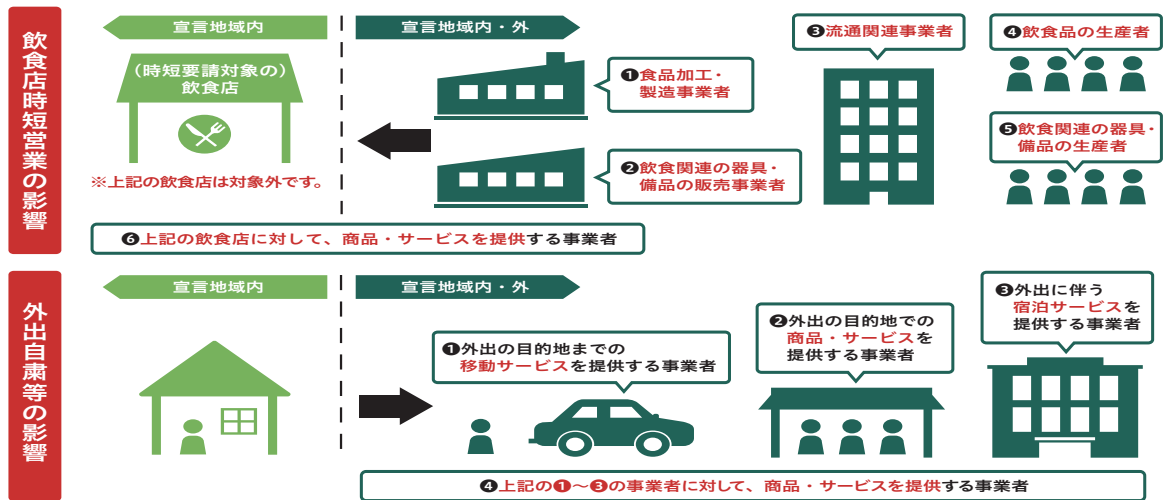 飲食店時短営業の影響
宣言地域内
宣言地域内・外
(時短要請対象の)
飲食店
※上記の飲食店は対象外です。
❶食品加工・
製造事業者
❷飲食関連の器具・
備品の販売事業者
❸流通関連事業者
❹飲食品の生産者
❺飲食関連の器具・
備品の生産者
❻上記の飲食店に対して、商品・サービスを提供する事業者
外出自粛等の影響
宣言地域内
宣言地域内・外
❶外出の目的地までの
移動サービスを提供する事業者
❷外出の目的地での
商品・サービスを
提供する事業者
❸外出に伴う
宿泊サービスを
提供する事業者
❹上記の❶～❸の事業者に対して、商品・サービスを提供する事業者